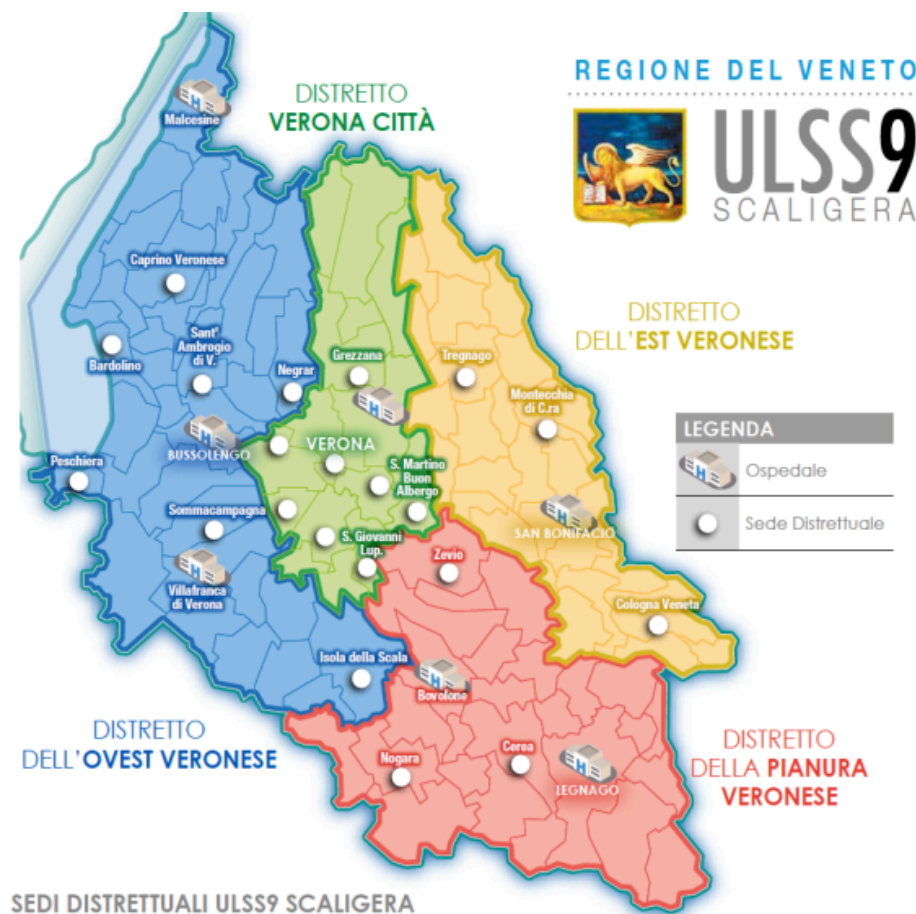 REGIONE DEL VENETO
ULSS9
SCALIGERA
DISTRETTO
VERONA CITTÀ
Malcesine
Caprino Veronese
Bardolino
Sant'
Ambrogio
di V.
Negrar
Grezzana
BUSSOLENGO
VERONA
Peschiera
S. Martino
Buon
Albergo
Sommacampagna
S. Giovanni
Lup.
Villafranca
di Verona
Isola della Scala
DISTRETTO
DELL'EST VERONESE
Tregnago
Montecchia
di C.ra
SAN BONIFACIO
Cologna Veneta
LEGENDA
H
Ospedale
Sede Distrettuale
Zevio
Bovolone
Nogara
Cerea
LEGNAGO
DISTRETTO
DELL'OVEST VERONESE
DISTRETTO
DELLA PIANURA
VERONESE
SEDI DISTRETTUALI ULSS9 SCALIGERA